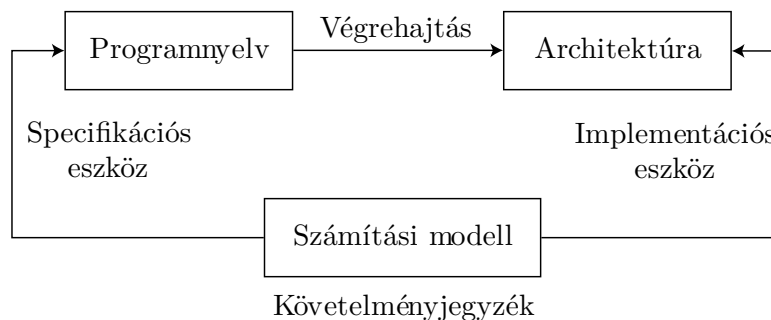 Programnyelv
Végrehajtás
Architektúra
Specifikációs
eszköz
Implementációs
eszköz
Számítási modell
Követelményjegyzék